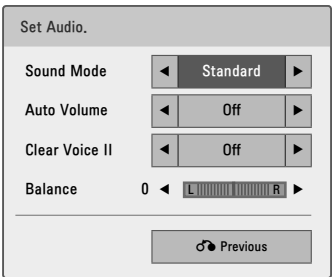 Set Audio.
Sound Mode ◀ Standard ▶
Auto Volume ◀ Off ▶
Clear Voice II ◀ Off ▶
Balance 0 ◀ L R ▶
Previous